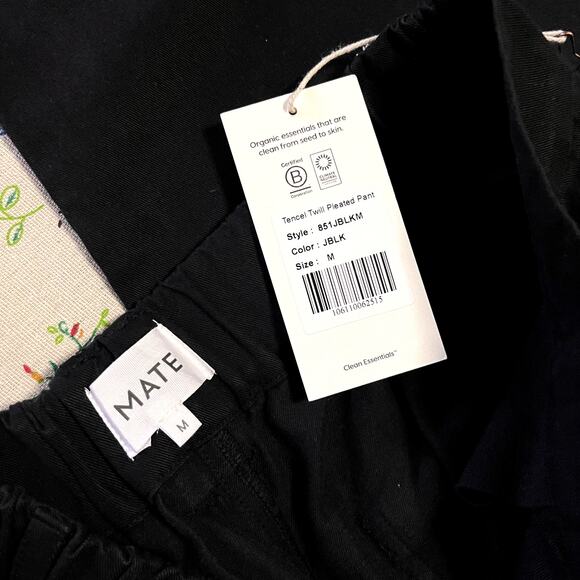 Organic essentials that are
clean from seed to skin.
Certified
B
Corporation
CLIMATE
NEUTRAL
Tencel Twill Pleated Pant
Style : 851JBLKM
Color : JBLK
Size : M
106110062515
Clean Essentials™
MATE
M